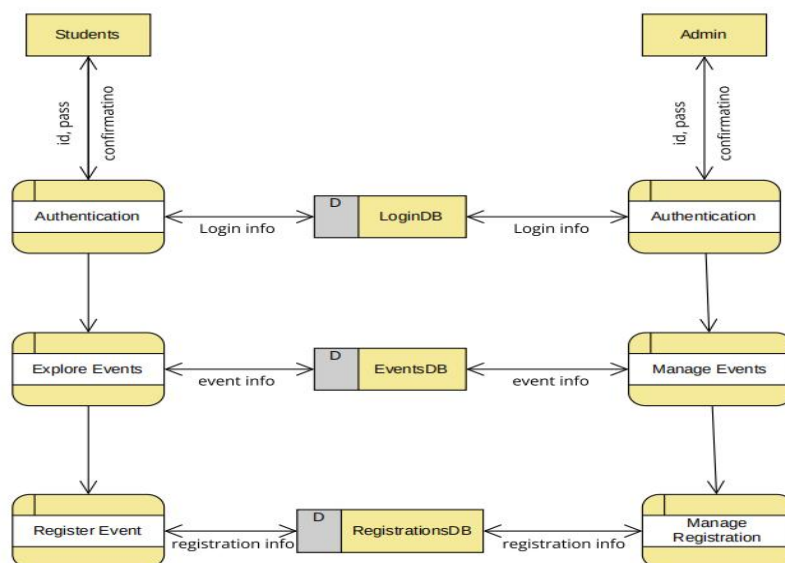 Students
Admin
id, pass
confirmatino
id, pass
confirmatino
Authentication
D
LoginDB
Authentication
Login info
Login info
Explore Events
D
EventsDB
Manage Events
event info
event info
Register Event
D
RegistrationsDB
Manage
Registration
registration info
registration info